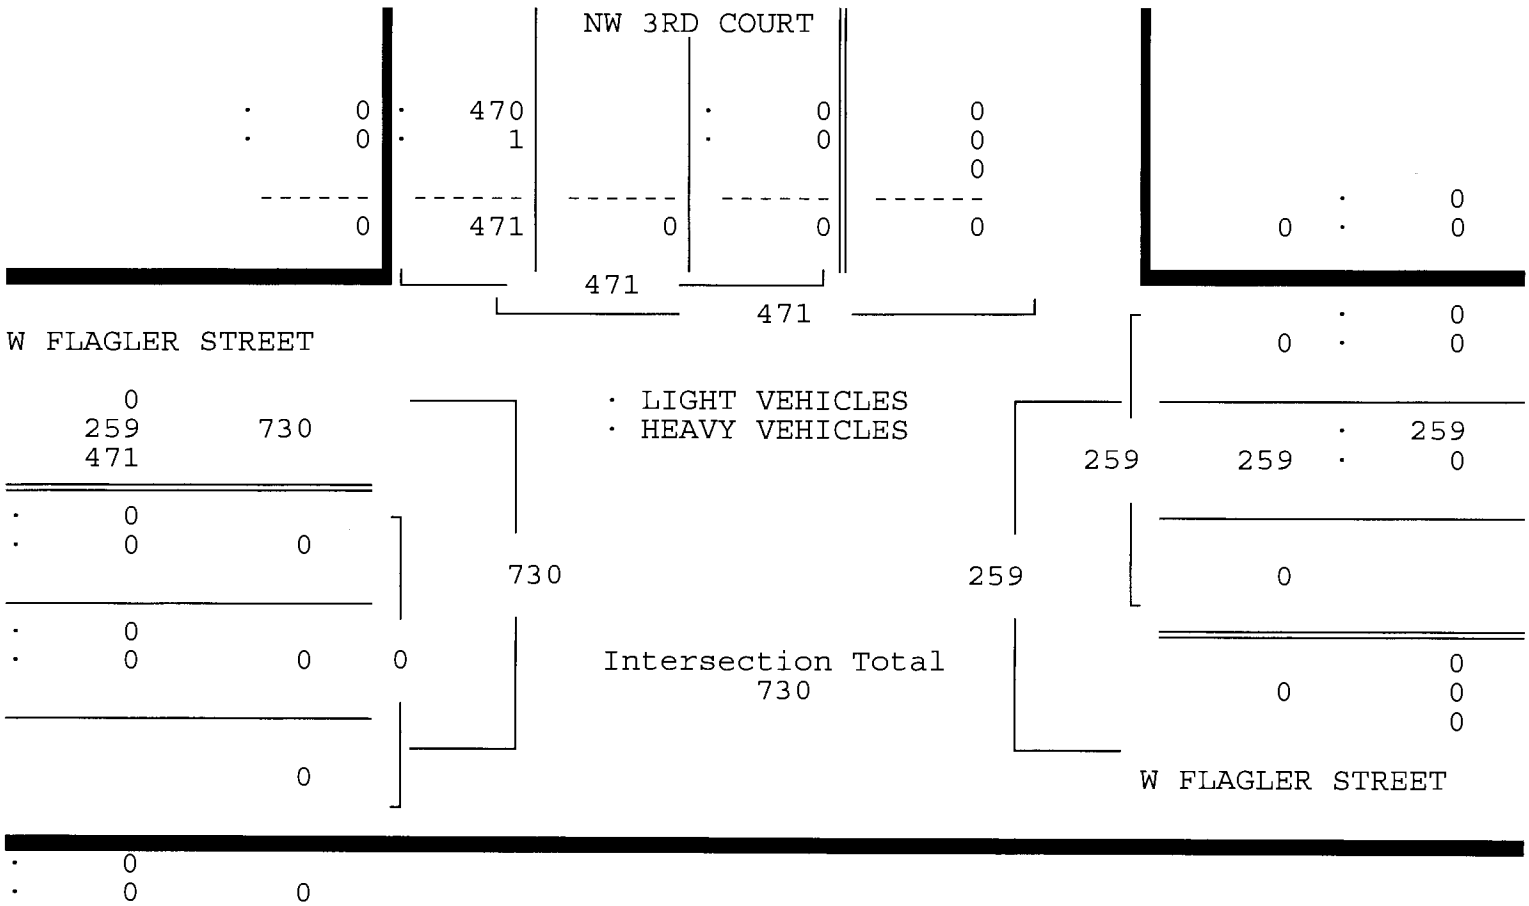 NW 3RD COURT
· 0 · 470 · 0 0
· 0 · 1 · 0 0
0
------ ------ ------ ------ ------ · 0
0 471 0 0 0 0 · 0
471
471 · 0
W FLAGLER STREET 0 · 0
0 · LIGHT VEHICLES
259 730 · HEAVY VEHICLES · 259
471 259 259 · 0
· 0
· 0 0
730 259 0
· 0
· 0 0 0 Intersection Total 0
730 0 0
0
0 W FLAGLER STREET
· 0
· 0 0